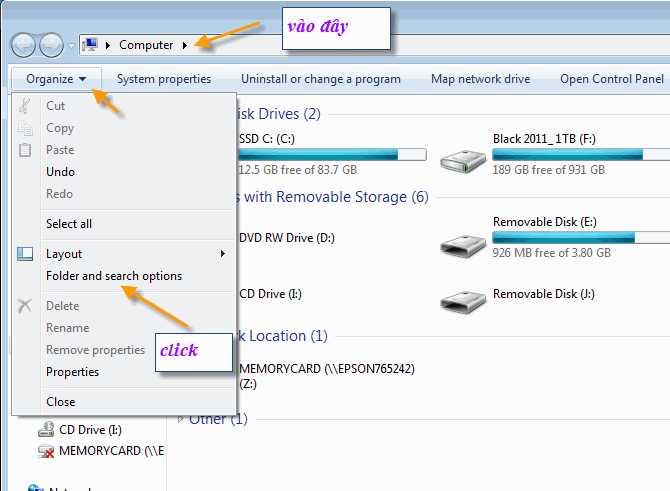 vào đây
Computer
Organize
System properties
Uninstall or change a program
Map network drive
Open Control Panel
Cut
Copy
Paste
Undo
Redo
Select all
Layout
Folder and search options
Delete
Rename
Remove properties
Properties
Close
click
isk Drives (2)
SSD C: (C:)
12.5 GB free of 83.7 GB
Black 2011_1TB (F:)
189 GB free of 931 GB
s with Removable Storage (6)
DVD RW Drive (D:)
Removable Disk (E:)
926 MB free of 3.80 GB
CD Drive (I:)
Removable Disk (J:)
k Location (1)
MEMORYCARD (\\EPSON765242)
(Z:)
Other (1)
CD Drive (I:)
MEMORYCARD (\\E